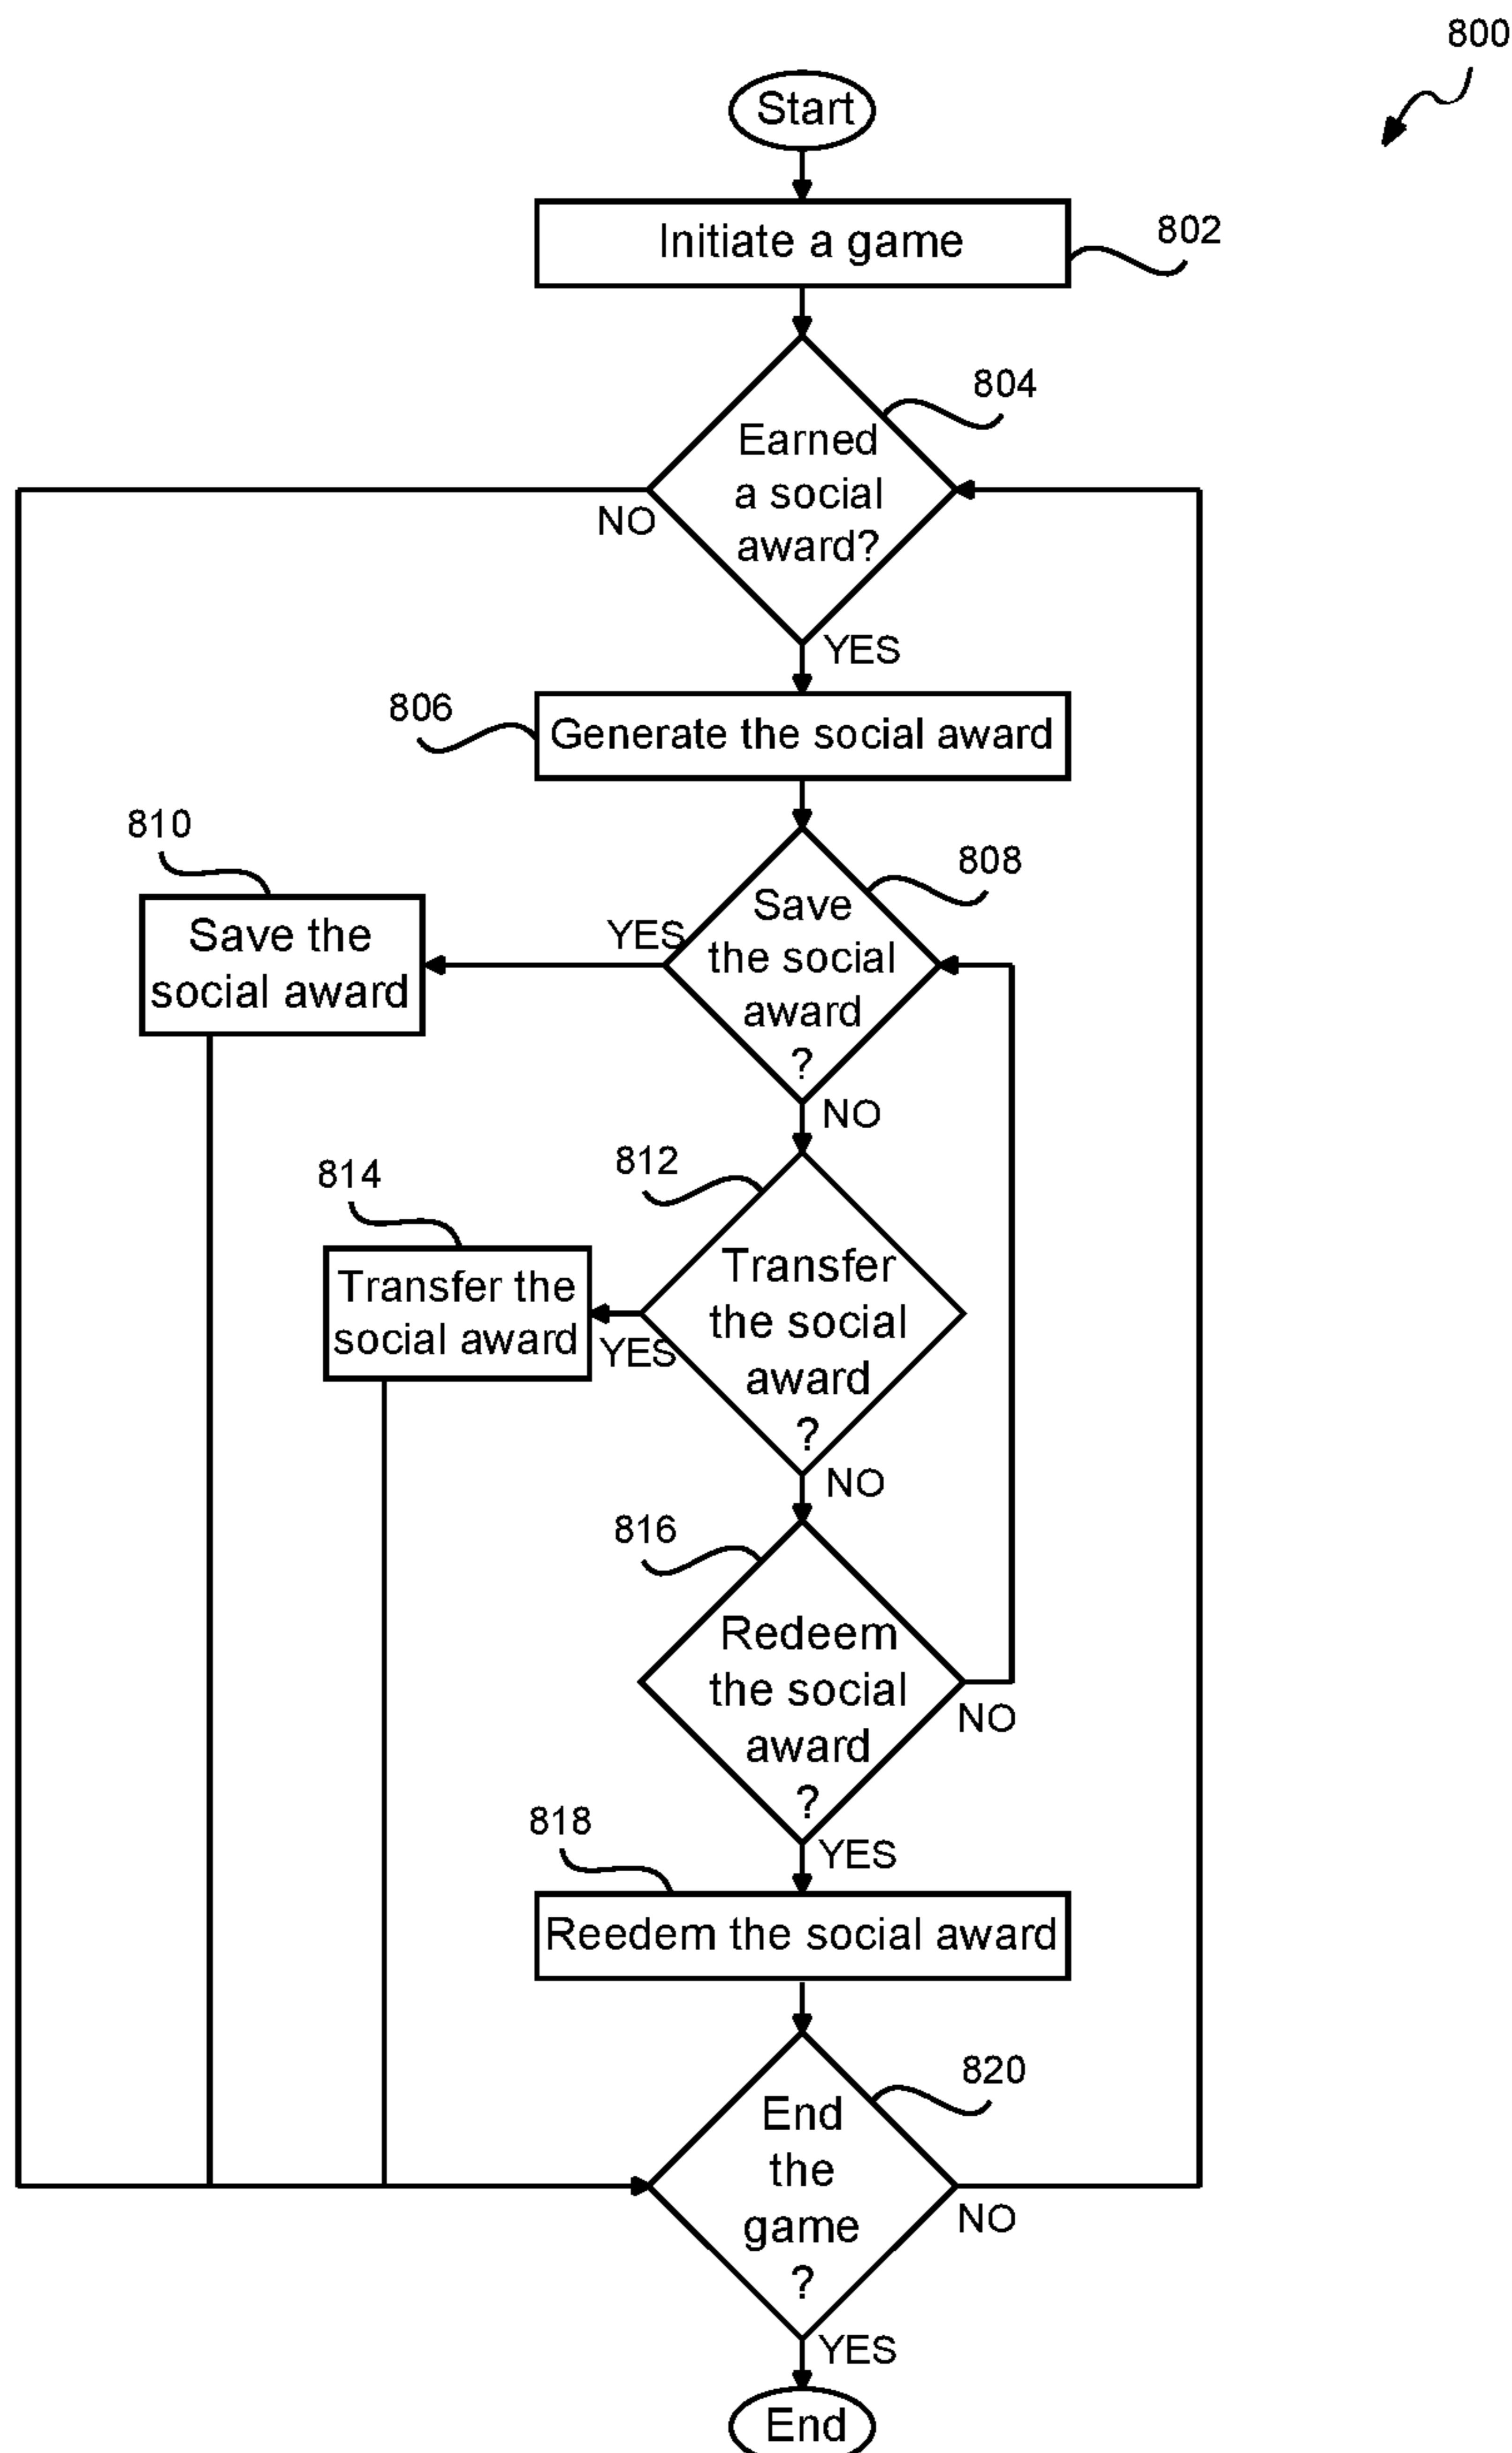 800
Start
Initiate a game
802
804
Earned
a social
award?
NO
YES
806
Generate the social award
810
808
Save the
social award
YES
Save
the social
award
?
NO
812
814
Transfer the
social award
YES
Transfer
the social
award
?
NO
816
Redeem
the social
award
?
NO
YES
818
Reedem the social award
820
End
the
game
?
NO
YES
End